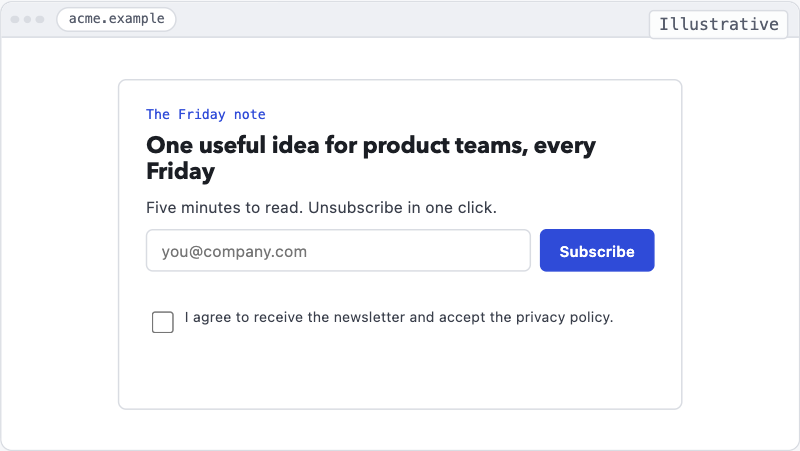 acme.example
Illustrative
The Friday note
One useful idea for product teams, every
Friday
Five minutes to read. Unsubscribe in one click.
you@company.com
Subscribe
I agree to receive the newsletter and accept the privacy policy.